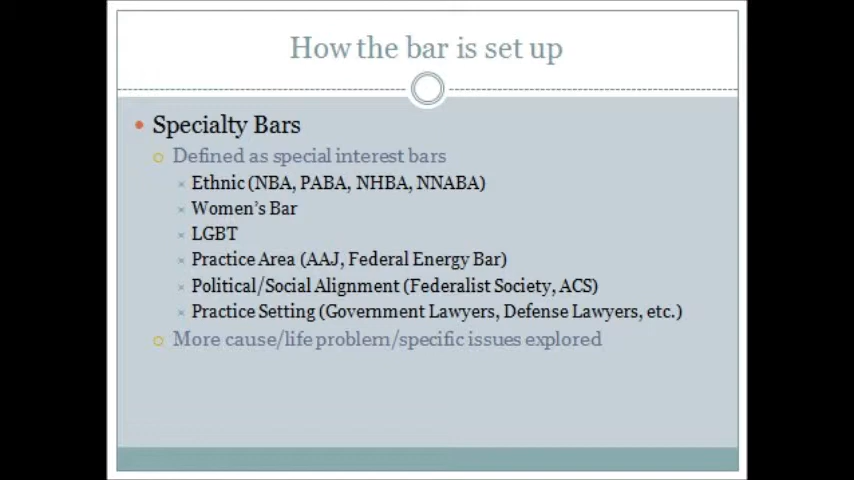 How the bar is set up
Specialty Bars
Defined as special interest bars
Ethnic (NBA, PABA, NHBA, NNABA)
Women's Bar
LGBT
Practice Area (AAJ, Federal Energy Bar)
Political/Social Alignment (Federalist Society, ACS)
Practice Setting (Government Lawyers, Defense Lawyers, etc.)
More cause/life problem/specific issues explored